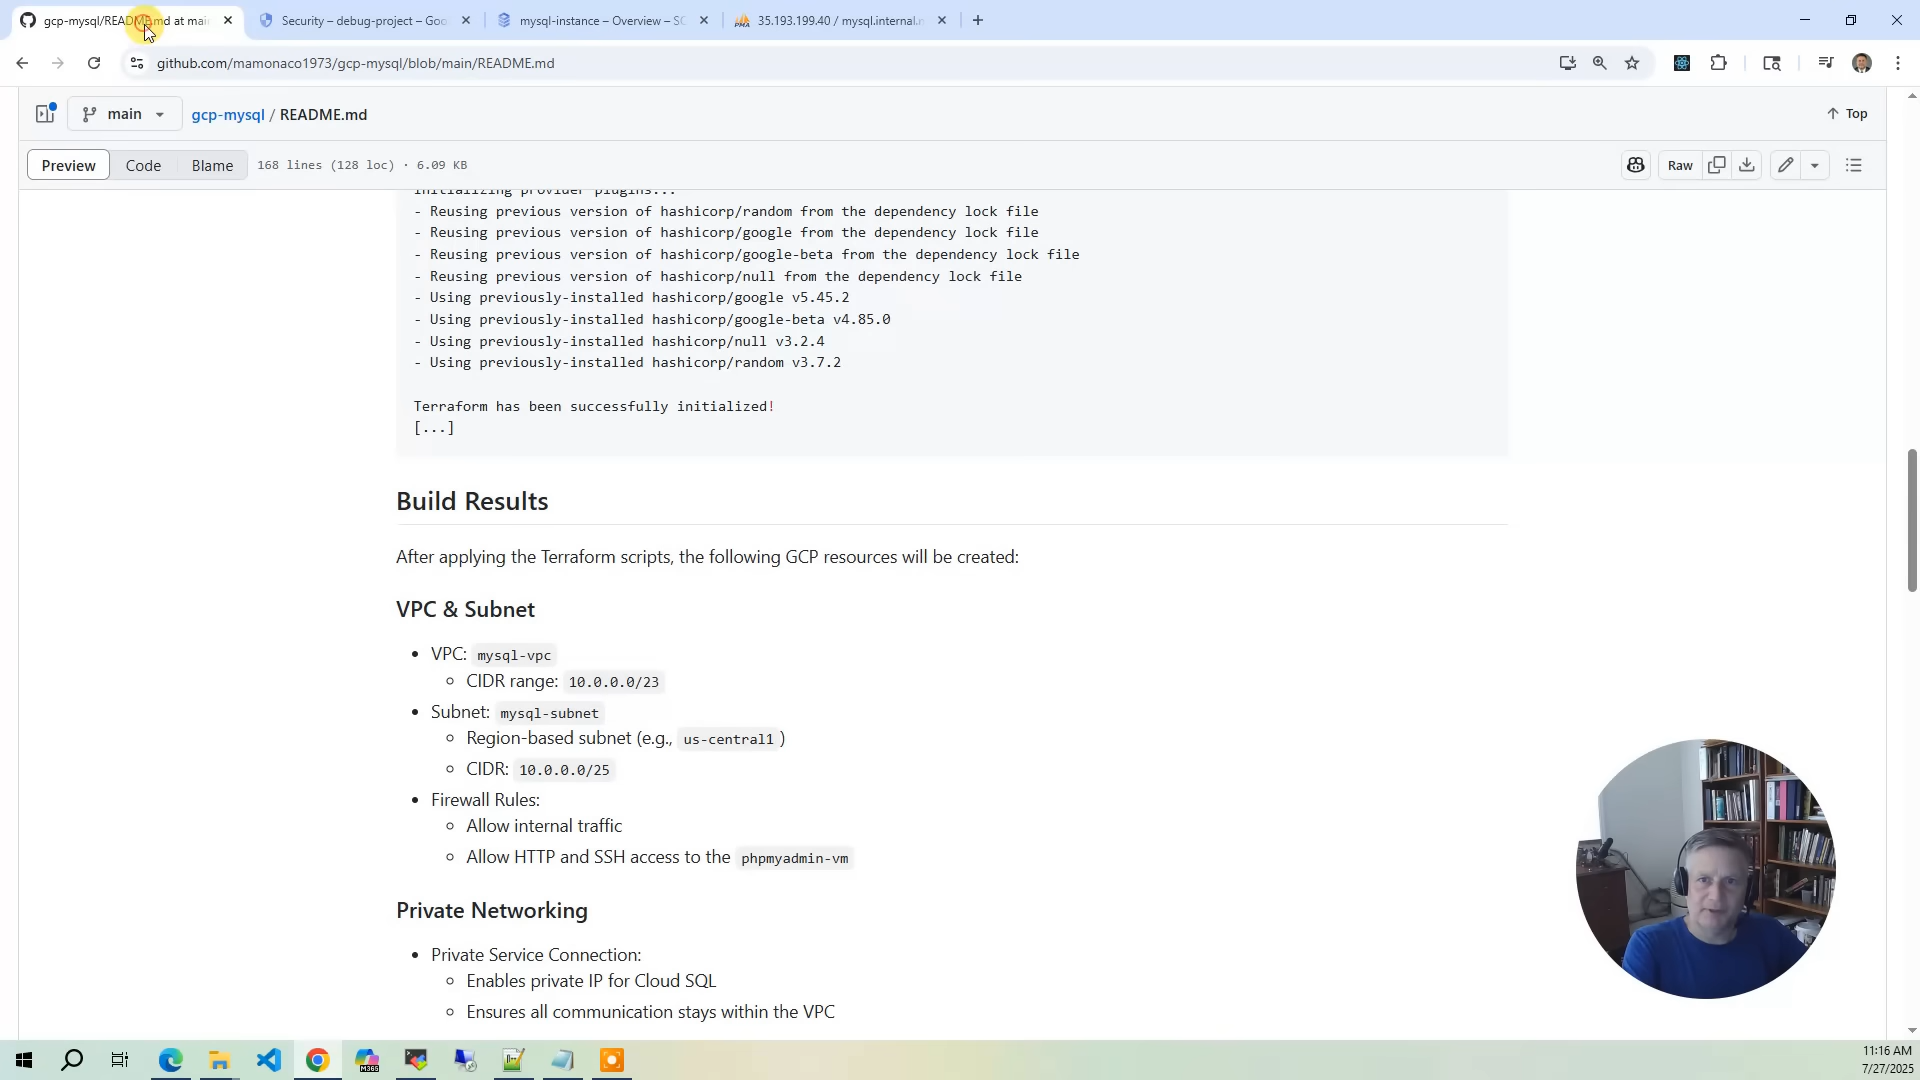 gcp-mysql/README.md at main
Security – debug-project – Goo
mysql-instance – Overview – SQ
35.193.199.40 / mysql.internal.m
github.com/mamonaco1973/gcp-mysql/blob/main/README.md
main
gcp-mysql / README.md
Top
Preview
Code
Blame
168 lines (128 loc) · 6.09 KB
Raw
Initializing provider plugins...
- Reusing previous version of hashicorp/random from the dependency lock file
- Reusing previous version of hashicorp/google from the dependency lock file
- Reusing previous version of hashicorp/google-beta from the dependency lock file
- Reusing previous version of hashicorp/null from the dependency lock file
- Using previously-installed hashicorp/google v5.45.2
- Using previously-installed hashicorp/google-beta v4.85.0
- Using previously-installed hashicorp/null v3.2.4
- Using previously-installed hashicorp/random v3.7.2
Terraform has been successfully initialized!
[...]
Build Results
After applying the Terraform scripts, the following GCP resources will be created:
VPC & Subnet
VPC: mysql-vpc
CIDR range: 10.0.0.0/23
Subnet: mysql-subnet
Region-based subnet (e.g., us-central1 )
CIDR: 10.0.0.0/25
Firewall Rules:
Allow internal traffic
Allow HTTP and SSH access to the phpmyadmin-vm
Private Networking
Private Service Connection:
Enables private IP for Cloud SQL
Ensures all communication stays within the VPC
PMA
M365
11:16 AM
7/27/2025